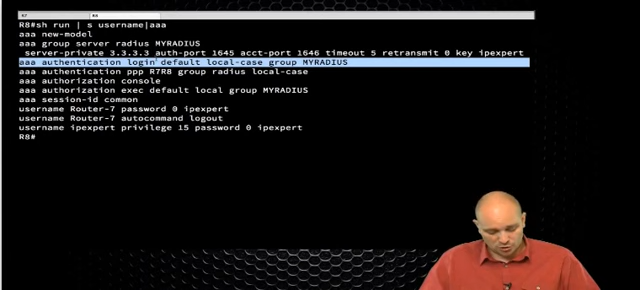 R7
R8
R8#sh run | s username|aaa
aaa new-model
aaa group server radius MYRADIUS
server-private 3.3.3.3 auth-port 1645 acct-port 1646 timeout 5 retransmit 0 key ipexpert
aaa authentication login default local-case group MYRADIUS
aaa authentication ppp R7R8 group radius local-case
aaa authorization console
aaa authorization exec default local group MYRADIUS
aaa session-id common
username Router-7 password 0 ipexpert
username Router-7 autocommand logout
username ipexpert privilege 15 password 0 ipexpert
R8#